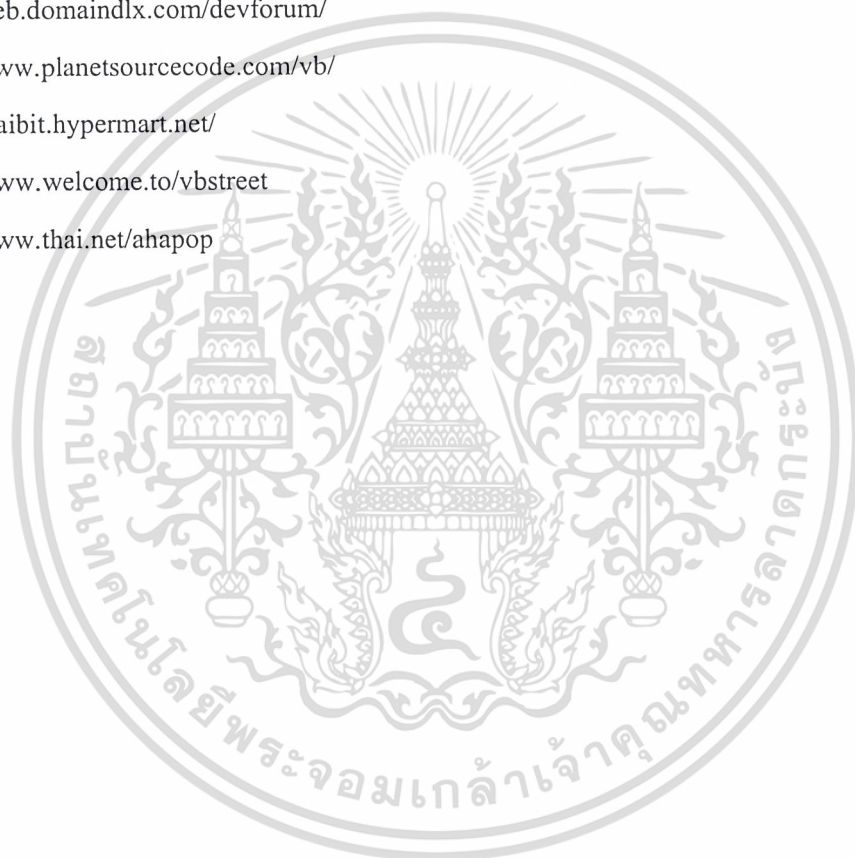 eb.domaindlx.com/devforum/
ww.planetsourcecode.com/vb/
aibit.hypermart.net/
ww.welcome.to/vbstreet
ww.thai.net/ahapop
สถาบันเทคโนโลยีพระจอมเกล้าเจ้าคุณทหารลาดกระบัง